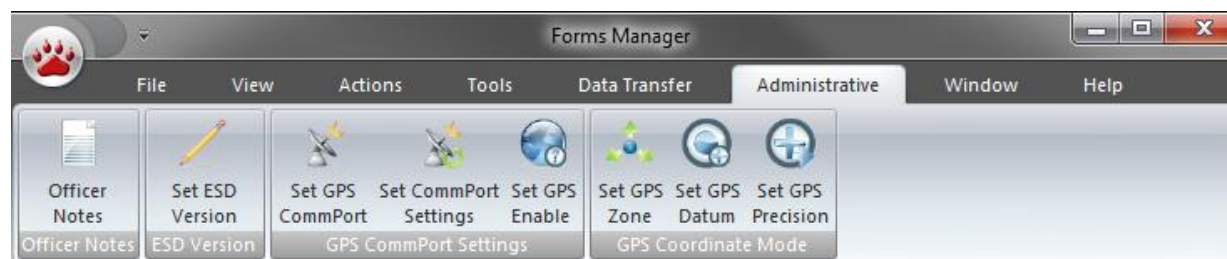 Forms Manager
File View Actions Tools Data Transfer Administrative Window Help
Officer Set ESD Set GPS Set CommPort Set GPS Set GPS Set GPS Set GPS
Notes Version CommPort Settings Enable Zone Datum Precision
Officer Notes ESD Version GPS CommPort Settings GPS Coordinate Mode